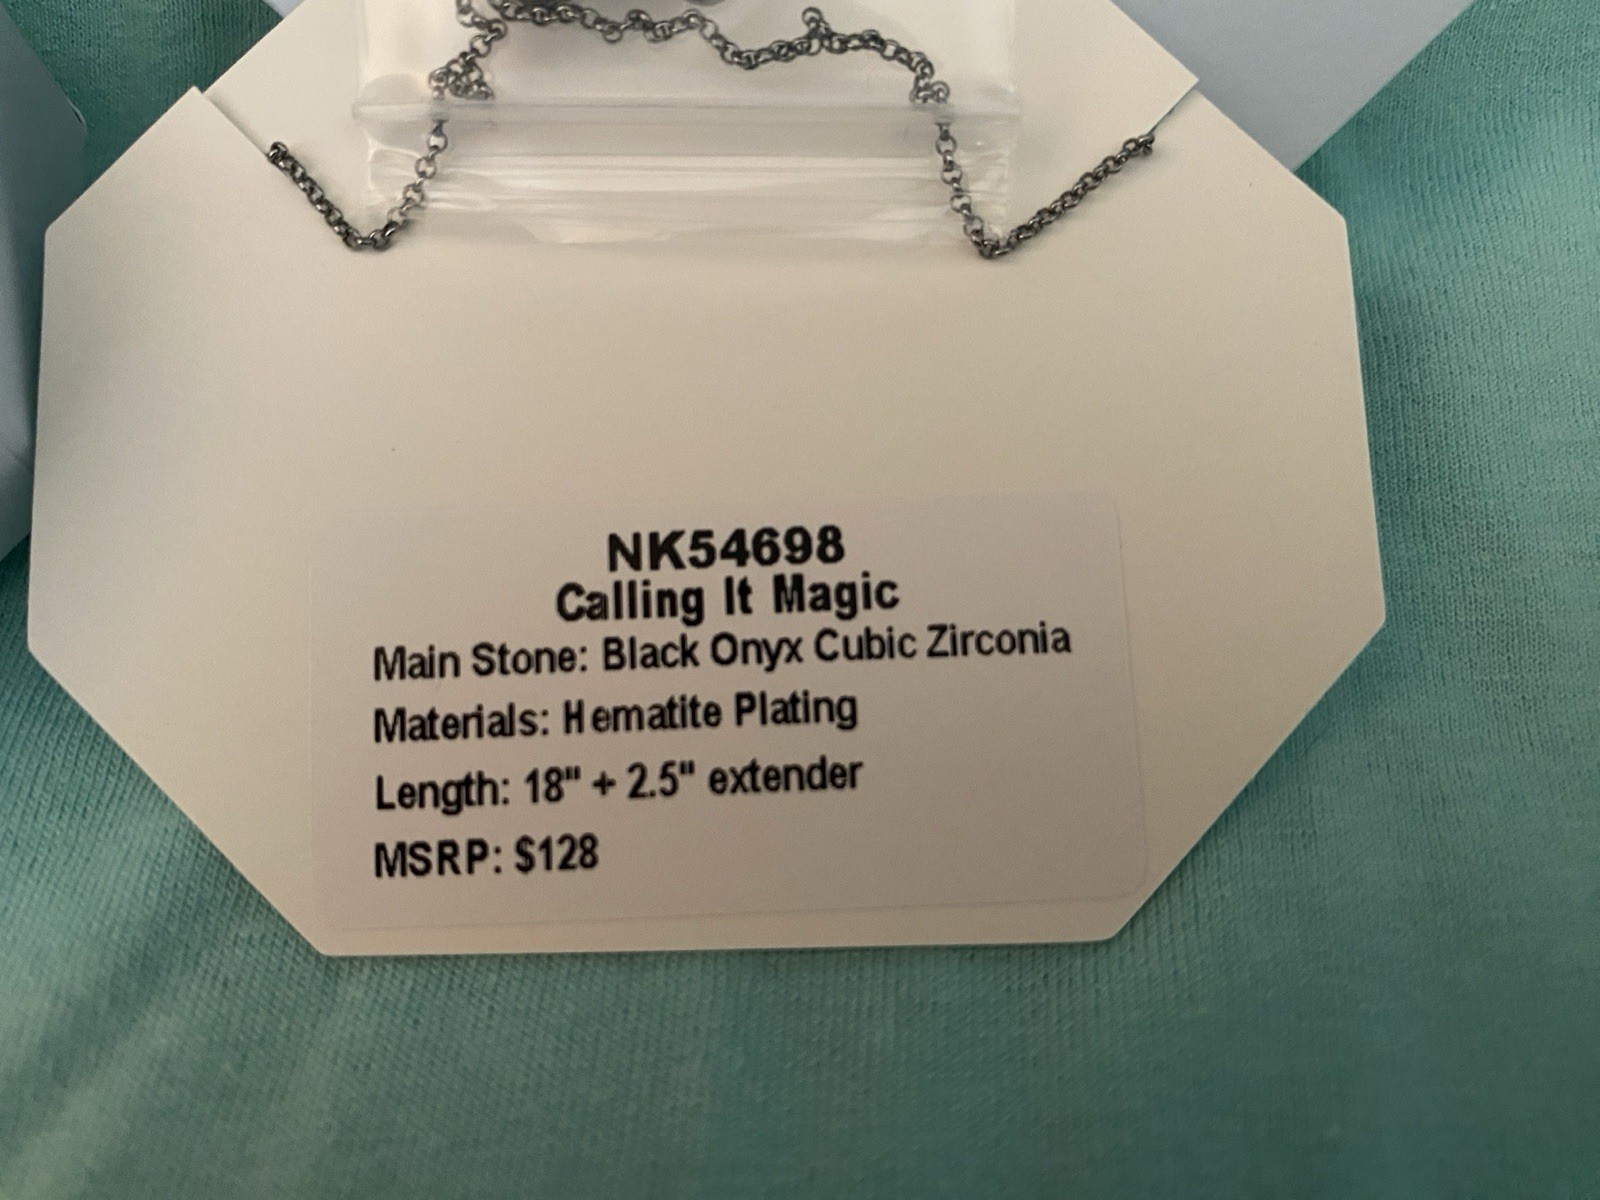 NK54698
Calling It Magic
Main Stone: Black Onyx Cubic Zirconia
Materials: Hematite Plating
Length: 18" + 2.5" extender
MSRP: $128